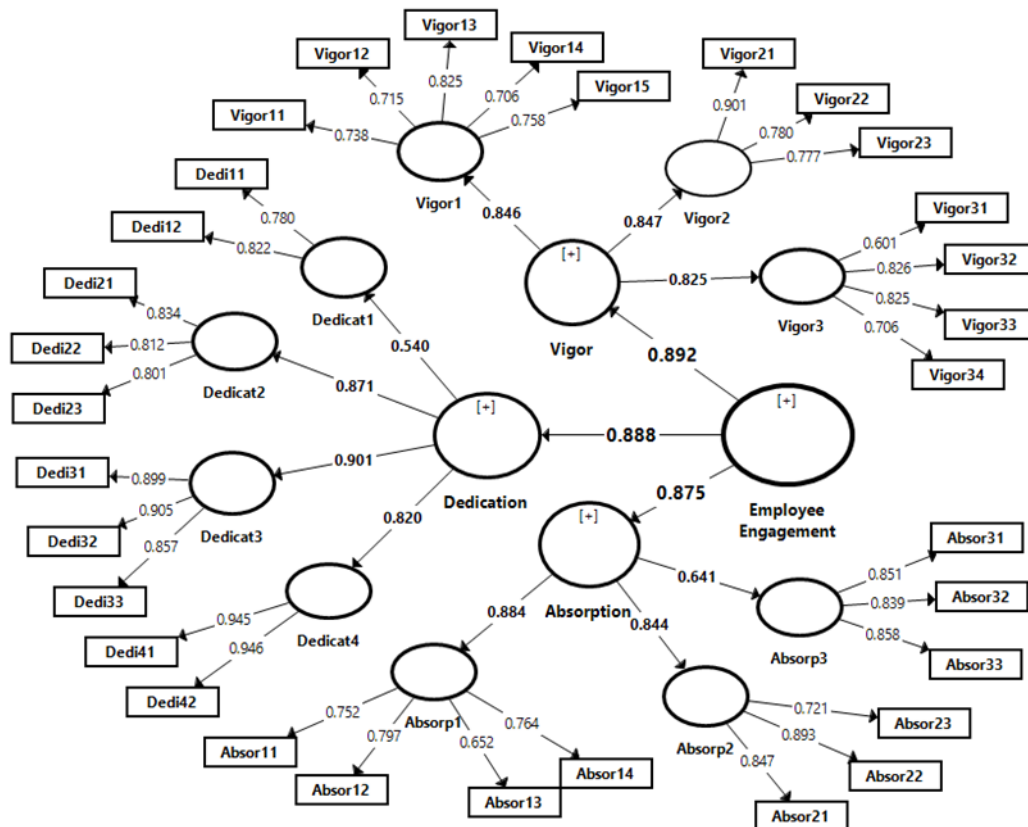 Vigor13
Vigor12
Vigor14
Vigor21
Vigor15
Vigor22
Vigor11
Vigor23
0.825
0.715
0.706
0.758
0.738
0.901
0.780
0.777
Dedi11
Vigor1
Vigor2
Vigor31
Dedi12
0.780
0.822
0.846
0.847
0.601
Vigor32
Dedi21
[+]
0.826
0.825
0.825
0.834
Dedicat1
Vigor3
0.706
Vigor33
Dedi22
0.812
0.540
Vigor
0.892
Vigor34
0.801
Dedicat2
0.871
Dedi23
[+]
[+]
0.888
Dedi31
0.899
0.901
0.875
0.905
Dedication
Employee
Engagement
Dedi32
Dedicat3
0.857
0.820
[+]
Absor31
Dedi33
0.851
0.641
0.839
Absor32
Absorption
0.884
0.844
0.858
0.945
Dedicat4
Absorp3
Absor33
Dedi41
0.946
Dedi42
0.752
Absorp1
0.764
0.721
Absor23
0.797
0.652
0.893
Absor11
Absorp2
0.847
Absor12
Absor14
Absor22
Absor13
Absor21